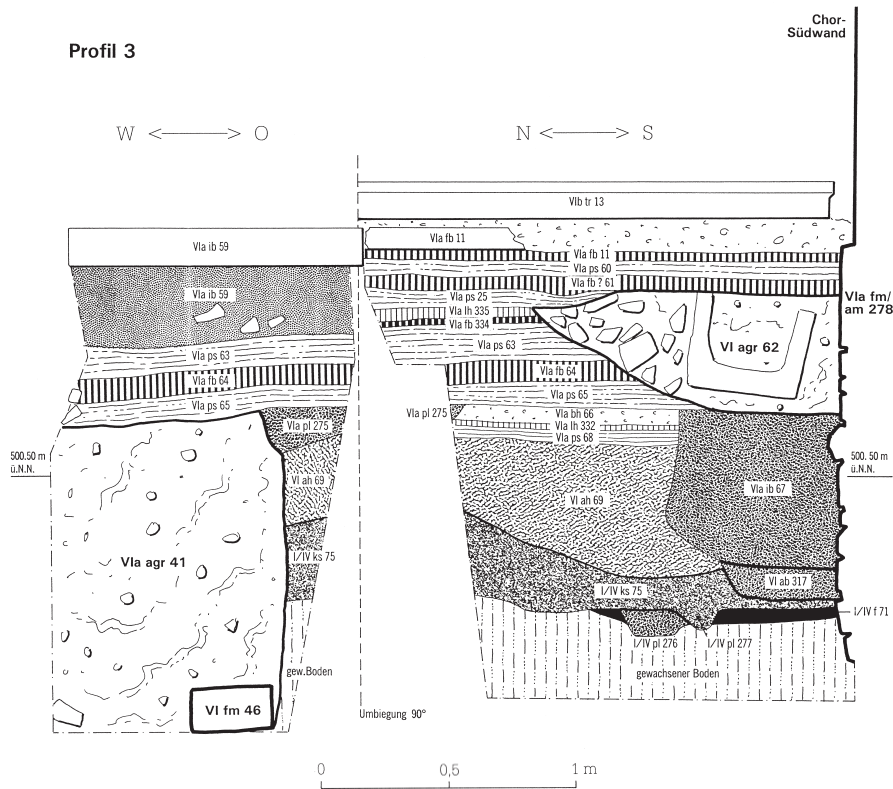 Chor-
Südwand
Profil 3
W O
N S
VIb tr 13
VIa ib 59
VIa fb 11
VIa fb 11
VIa ps 60
VIa fb ? 61
VIa ib 59
VIa ps 25
VIa lh 335
VIa fb 334
VIa fm/
am 278
VI agr 62
VIa ps 63
VIa ps 63
VIa fb 64
VIa fb 64
VIa ps 65
VIa ps 65
VIa pl 275
VIa pl 275
VIa bh 66
VIa lh 332
VIa ps 68
500.50 m
ü.N.N.
500. 50 m
ü.N.N.
VI ah 69
VI ah 69
VIa ib 67
VIa agr 41
I/IV ks 75
I/IV ks 75
VI ab 317
I/IV f 71
I/IV pl 276
I/IV pl 277
gew.Boden
gewachsener Boden
VI fm 46
Umbiegung 90°
0 0,5 1 m